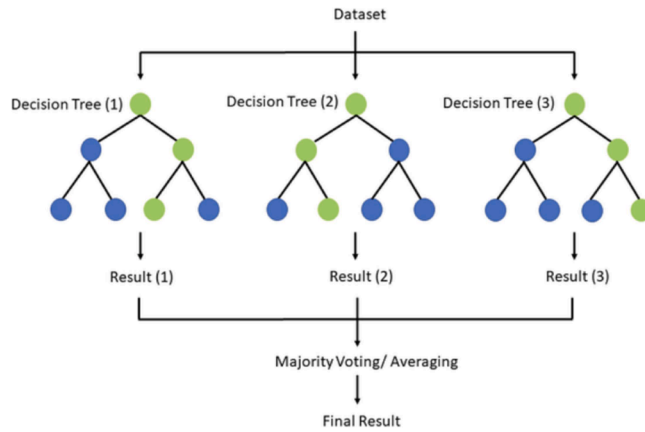 Dataset
Decision Tree (1)
Decision Tree (2)
Decision Tree (3)
Result (1)
Result (2)
Result (3)
Majority Voting/ Averaging
Final Result